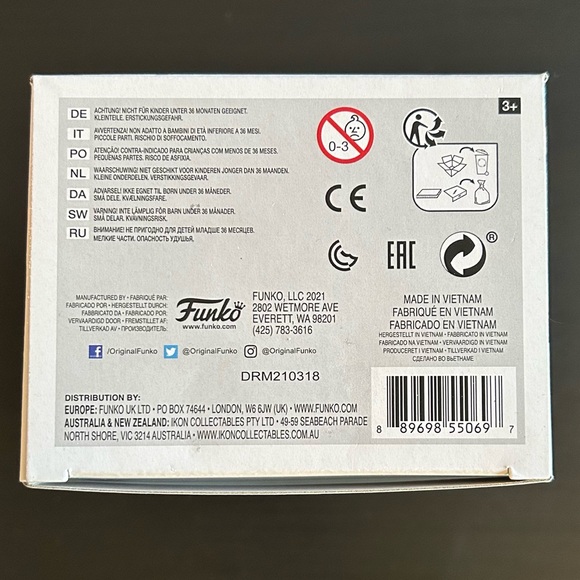 3+
DE ACHTUNG! NICHT FÜR KINDER UNTER 36 MONATEN GEEIGNET.
KLEINTEILE. ERSTICKUNGSGEFAHR.
IT AVVERTENZA! NON ADATTO A BAMBINI DI ETÀ INFERIORE A 36 MESI.
PICCOLE PARTI. RISCHIO DI SOFFOCAMENTO.
PO ATENÇÃO! CONTRA-INDICADO PARA CRIANÇAS COM MENOS DE 36 MESES.
PEQUENAS PARTES. RISCO DE ASFIXIA.
NL WAARSCHUWING! NIET GESCHIKT VOOR KINDEREN JONGER DAN 36 MAANDEN.
KLEINE ONDERDELEN. VERSTIKKINGSGEVAAR.
DA ADVARSEL! IKKE EGNET TIL BØRN UNDER 36 MÅNEDER.
SMÅ DELE. KVÆLNINGSFARE.
SW VARNING! INTE LÄMPLIG FÖR BARN UNDER 36 MÅNADER.
SMÅ DELAR. KVÄVNINGSRISK.
RU ВНИМАНИЕ! НЕ ПРИГОДНО ДЛЯ ДЕТЕЙ МЛАДШЕ 36 МЕСЯЦЕВ.
МЕЛКИЕ ЧАСТИ. ОПАСНОСТЬ УДУШЬЯ.
0-3
CE
EAC
®
MANUFACTURED BY • FABRIQUÉ PAR:
FABRICADO POR • HERGESTELLT DURCH:
FABBRICATO DA • FABRICADO POR:
VERVAARDIGD DOOR • FREMSTILLET AF:
TILLVERKAD AV • ПРОИЗВОДИТЕЛЬ:
Funko
www.funko.com
FUNKO, LLC 2021
2802 WETMORE AVE
EVERETT, WA 98201
(425) 783-3616
MADE IN VIETNAM
FABRIQUÉ EN VIETNAM
FABRICADO EN VIETNAM
HERGESTELLT IN VIETNAM • FABBRICATO IN VIETNAM
FABRICADO NA VIETNAM • VERVAARDIGD IN VIETNAM
PRODUCERET I VIETNAM • TILLVERKAD I VIETNAM
СДЕЛАНО ВО ВЬЕТНАМЕ
f /OriginalFunko @OriginalFunko @OriginalFunko
DRM210318
DISTRIBUTION BY:
EUROPE: FUNKO UK LTD • PO BOX 74644 • LONDON, W6 6JW (UK) • WWW.FUNKO.COM
AUSTRALIA & NEW ZEALAND: IKON COLLECTABLES PTY LTD • 49-59 SEABEACH PARADE
NORTH SHORE, VIC 3214 AUSTRALIA • WWW.IKONCOLLECTABLES.COM.AU
8 89698 55069 7